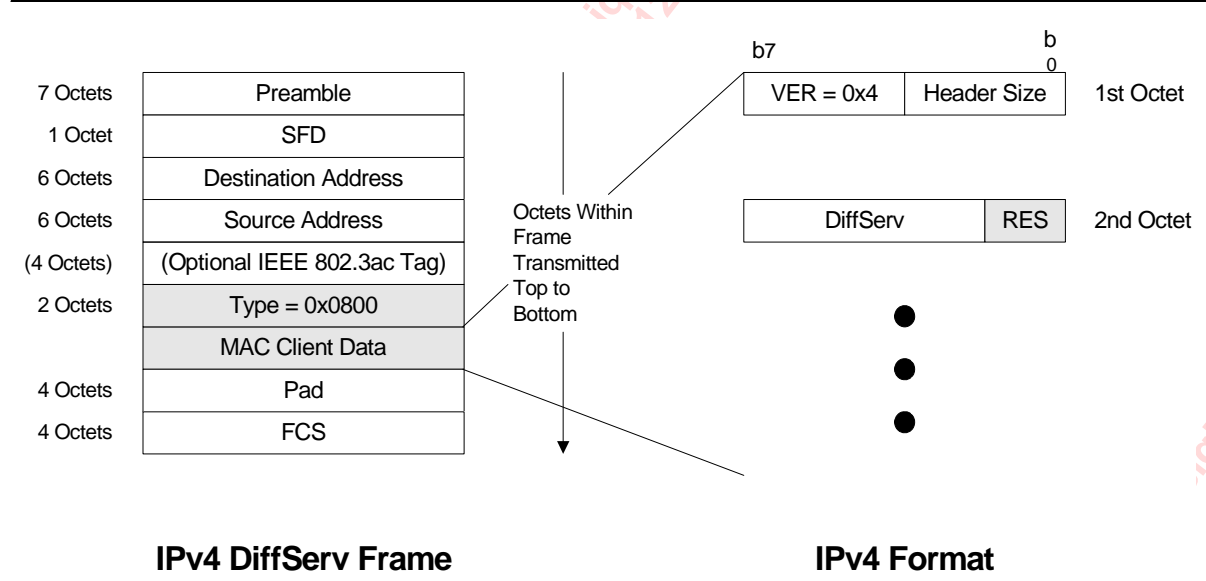 7 Octets Preamble
1 Octet SFD
6 Octets Destination Address
6 Octets Source Address
(4 Octets) (Optional IEEE 802.3ac Tag)
2 Octets Type = 0x0800
MAC Client Data
4 Octets Pad
4 Octets FCS
Octets Within
Frame
Transmitted
Top to
Bottom
b7
b
0
VER = 0x4 Header Size 1st Octet
DiffServ RES 2nd Octet
IPv4 DiffServ Frame
IPv4 Format